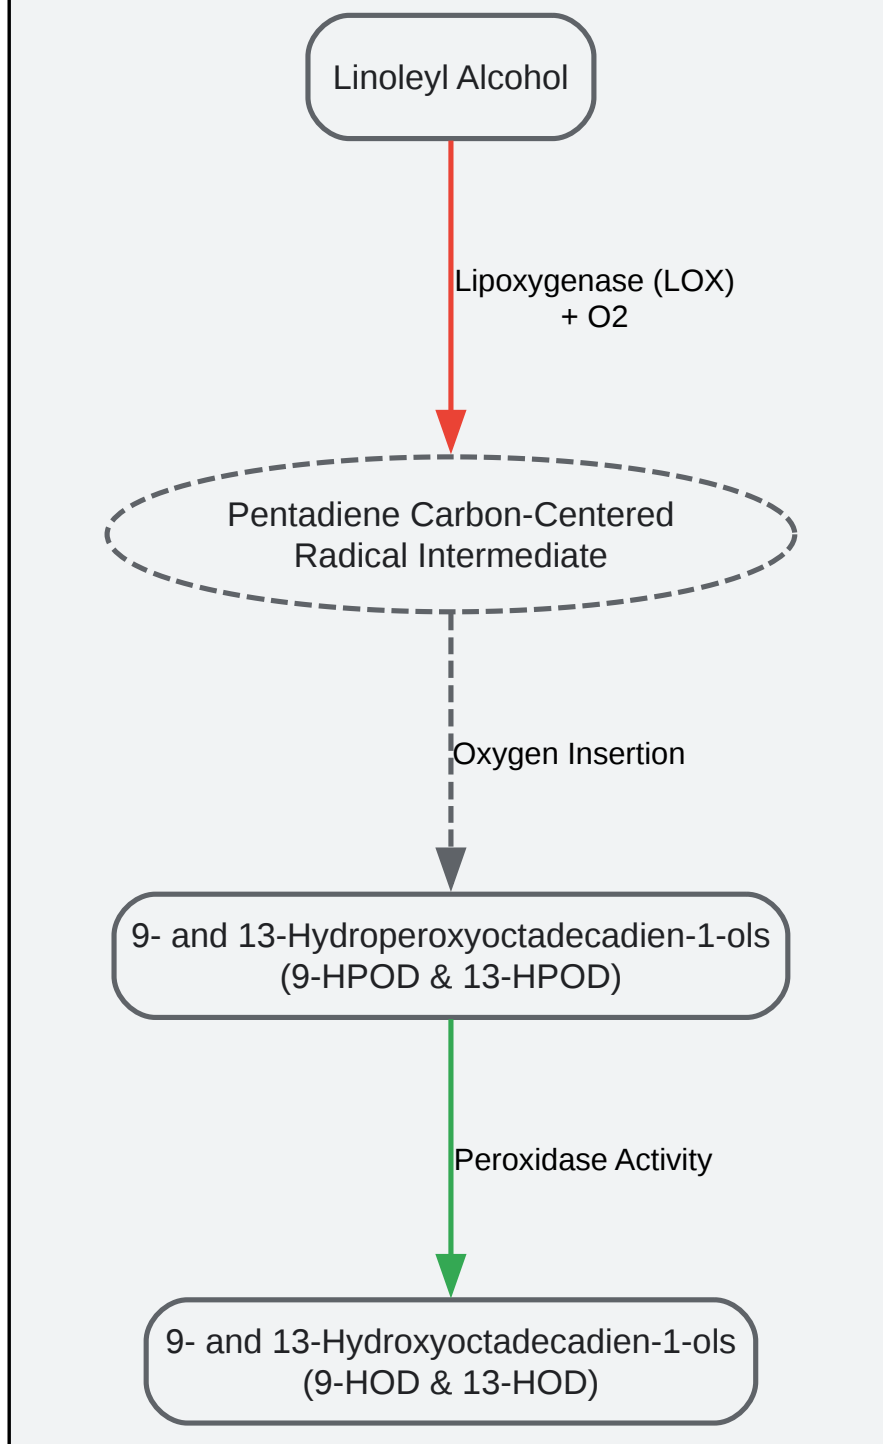 Linoleyl Alcohol
Lipoxygenase (LOX)
+ O2
Pentadiene Carbon-Centered
Radical Intermediate
Oxygen Insertion
9- and 13-Hydroperoxyoctadecadien-1-ols
(9-HPOD & 13-HPOD)
Peroxidase Activity
9- and 13-Hydroxyoctadecadien-1-ols
(9-HOD & 13-HOD)